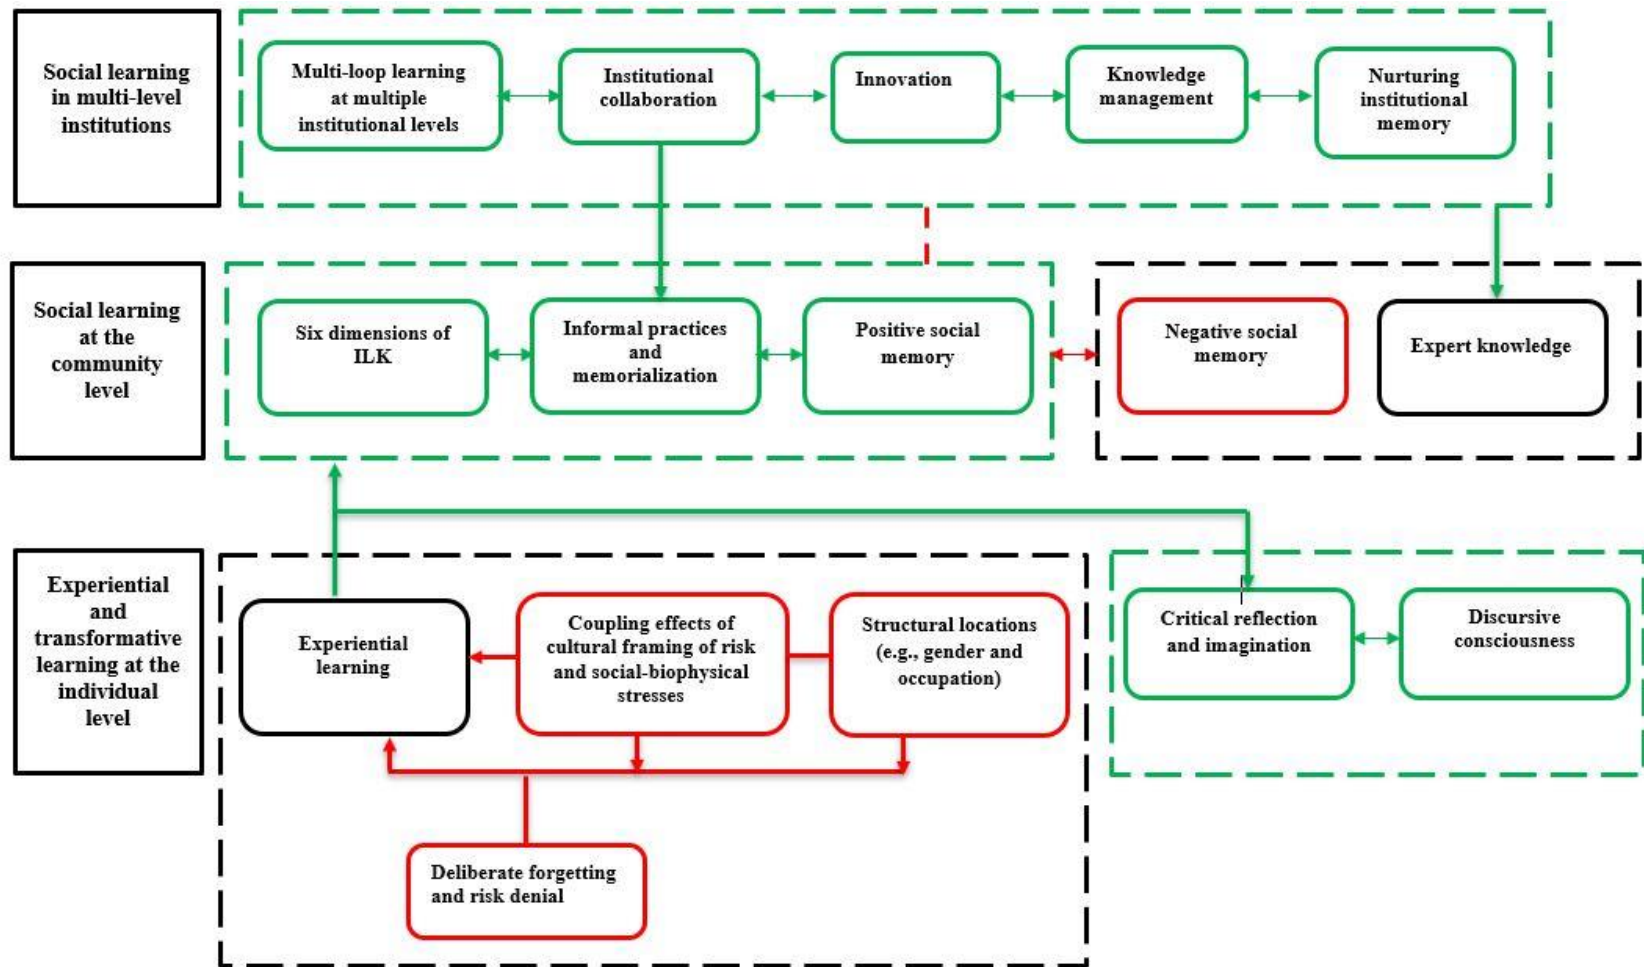 Social learning
in multi-level
institutions
Multi-loop learning
at multiple
institutional levels
Institutional
collaboration
Innovation
Knowledge
management
Nurturing
institutional
memory
Social learning
at the
community
level
Six dimensions of
ILK
Informal practices
and
memorialization
Positive social
memory
Negative social
memory
Expert knowledge
Experiential
and
transformative
learning at the
individual
level
Experiential
learning
Coupling effects of
cultural framing of risk
and social-biophysical
stresses
Structural locations
(e.g., gender and
occupation)
Critical reflection
and imagination
Discursive
consciousness
Deliberate forgetting
and risk denial